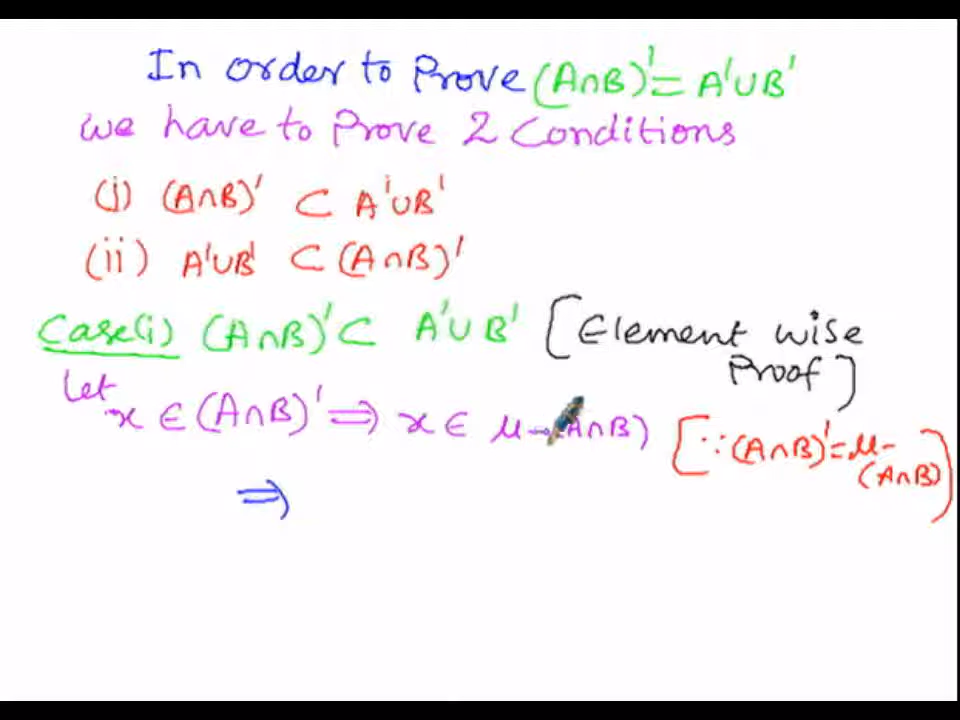 In order to Prove (A∩B)' = A'∪B'
We have to Prove 2 Conditions
(i) (A∩B)' ⊂ A'∪B'
(ii) A'∪B' ⊂ (A∩B)'
Case(i) (A∩B)' ⊂ A'∪B' [Element wise
Proof]
Let
x ∈ (A∩B)' ⇒ x ∈ μ-(A∩B) [∵ (A∩B)' = μ-
(A∩B)]
⇒